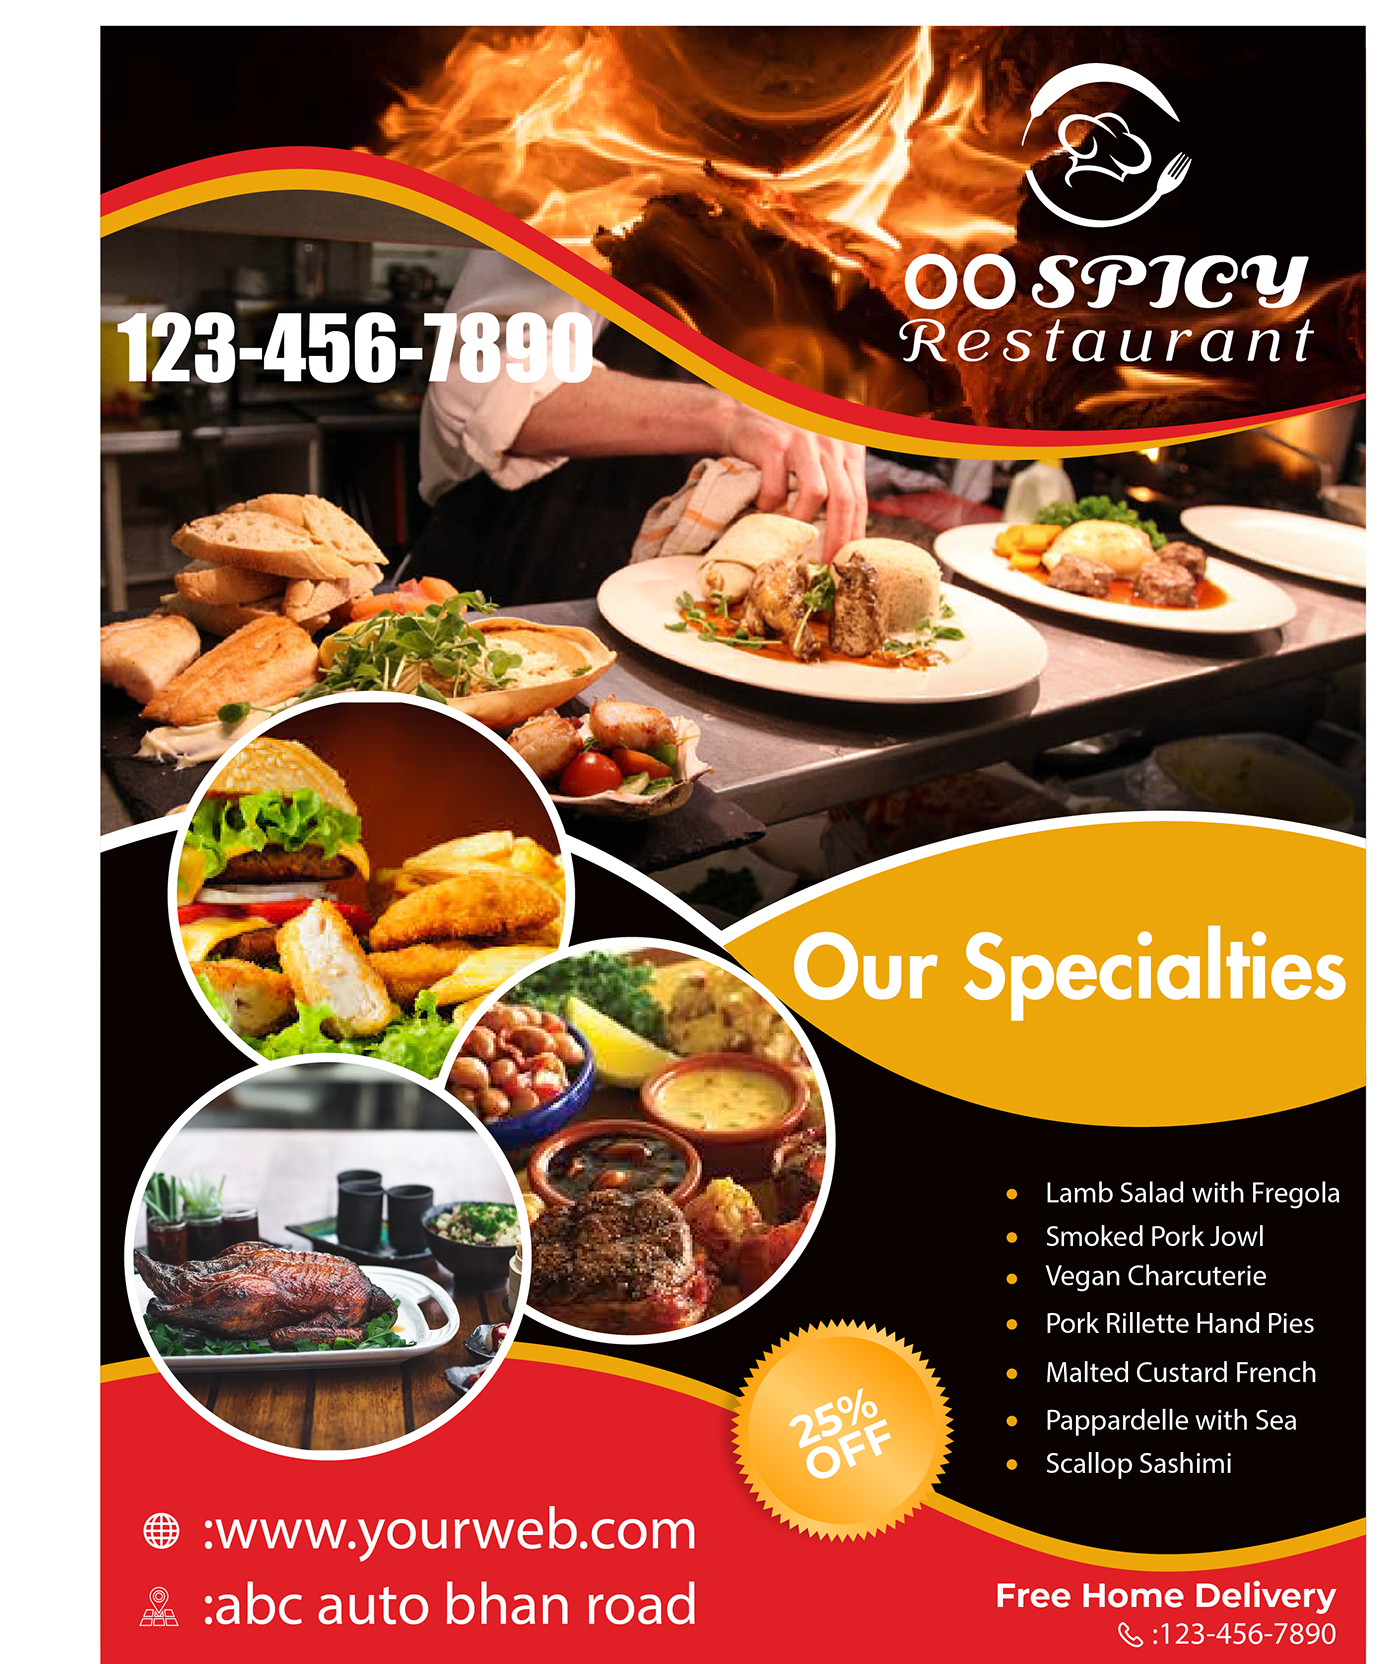 OO SPICY
Restaurant
123-456-7890
Our Specialties
Lamb Salad with Fregola
Smoked Pork Jowl
Vegan Charcuterie
Pork Rillette Hand Pies
Malted Custard French
Pappardelle with Sea
Scallop Sashimi
25%
OFF
:www.yourweb.com
:abc auto bhan road
Free Home Delivery
:123-456-7890